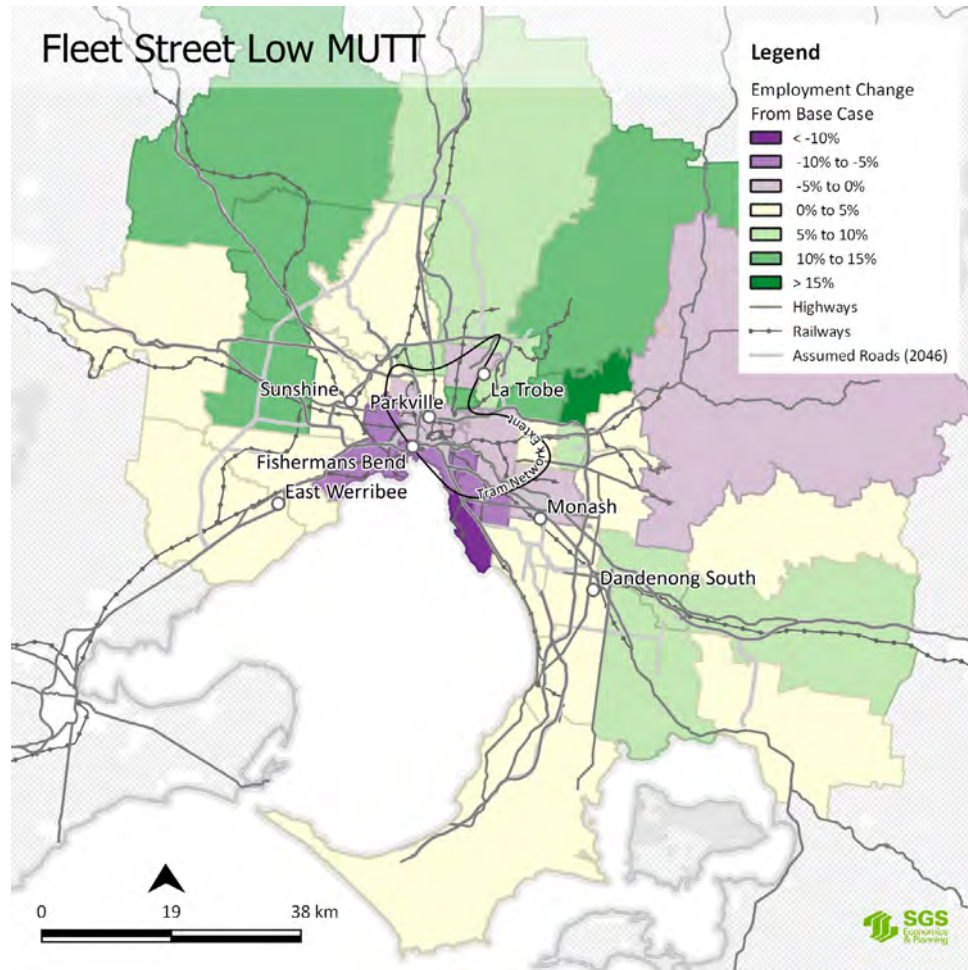 Fleet Street Low MUTT
Legend
Employment Change
From Base Case
< -10%
-10% to -5%
-5% to 0%
0% to 5%
5% to 10%
10% to 15%
> 15%
Highways
Railways
Assumed Roads (2046)
La Trobe
Sunshine
Parkville
Tram Network Extent
Fishermans Bend
East Werribee
Monash
Dandenong South
0 19 38 km
SGS
Economics
& Planning